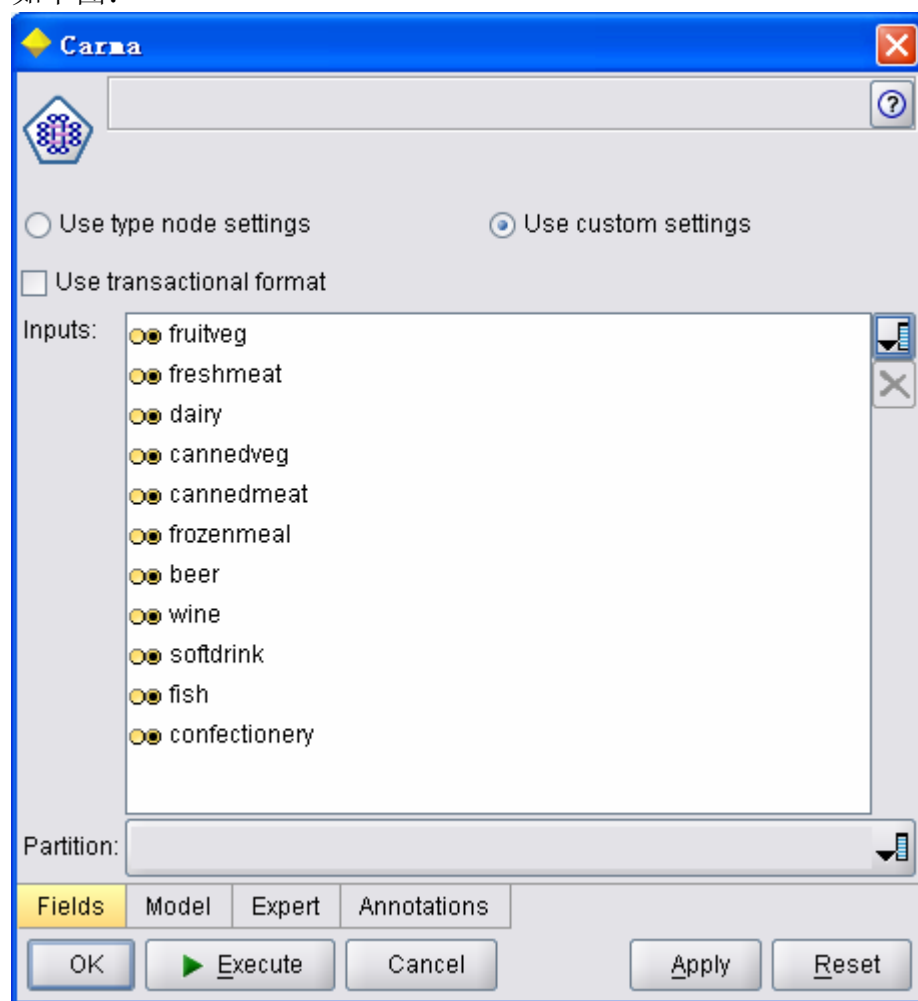 Carma
Use type node settings Use custom settings
Use transactional format
Inputs:
fruitveg
freshmeat
dairy
cannedveg
cannedmeat
frozenmeal
beer
wine
softdrink
fish
confectionery
Partition:
Fields Model Expert Annotations
OK Execute Cancel Apply Reset